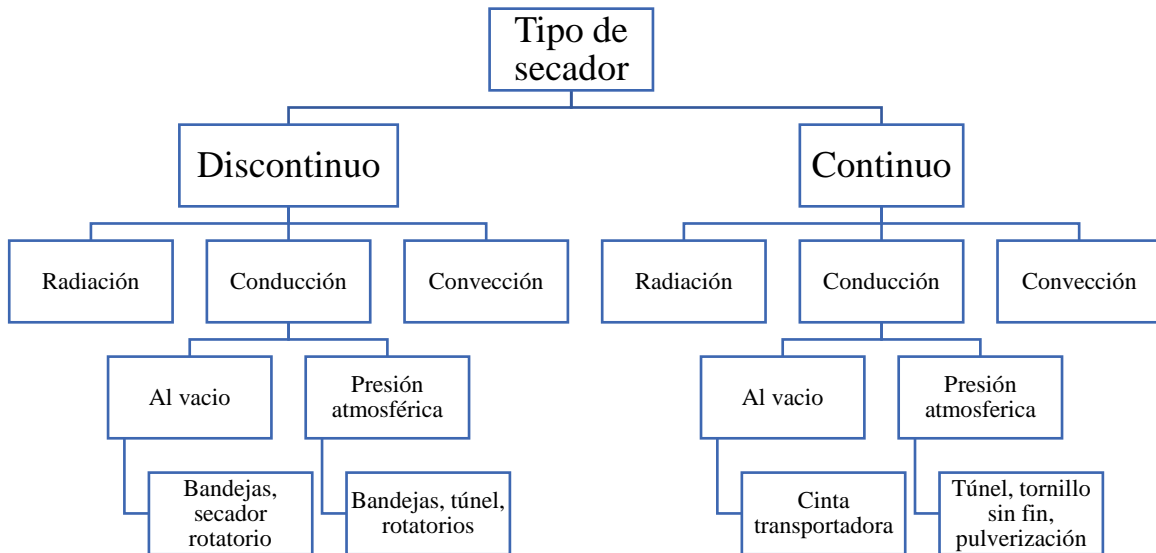 Tipo de
secador
Discontinuo
Continuo
Radiación
Conducción
Convección
Radiación
Conducción
Convección
Al vacio
Presión
atmosférica
Al vacio
Presión
atmosferica
Bandejas,
secador
rotatorio
Bandejas, túnel,
rotatorios
Cinta
transportadora
Túnel, tornillo
sin fin,
pulverización